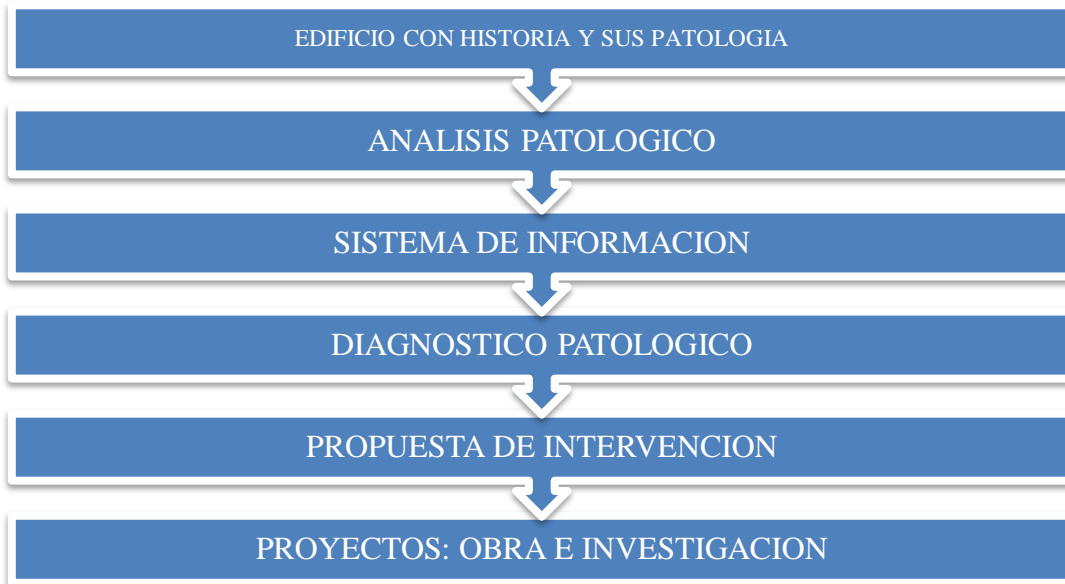 EDIFICIO CON HISTORIA Y SUS PATOLOGIA
ANALISIS PATOLOGICO
SISTEMA DE INFORMACION
DIAGNOSTICO PATOLOGICO
PROPUESTA DE INTERVENCION
PROYECTOS: OBRA E INVESTIGACION